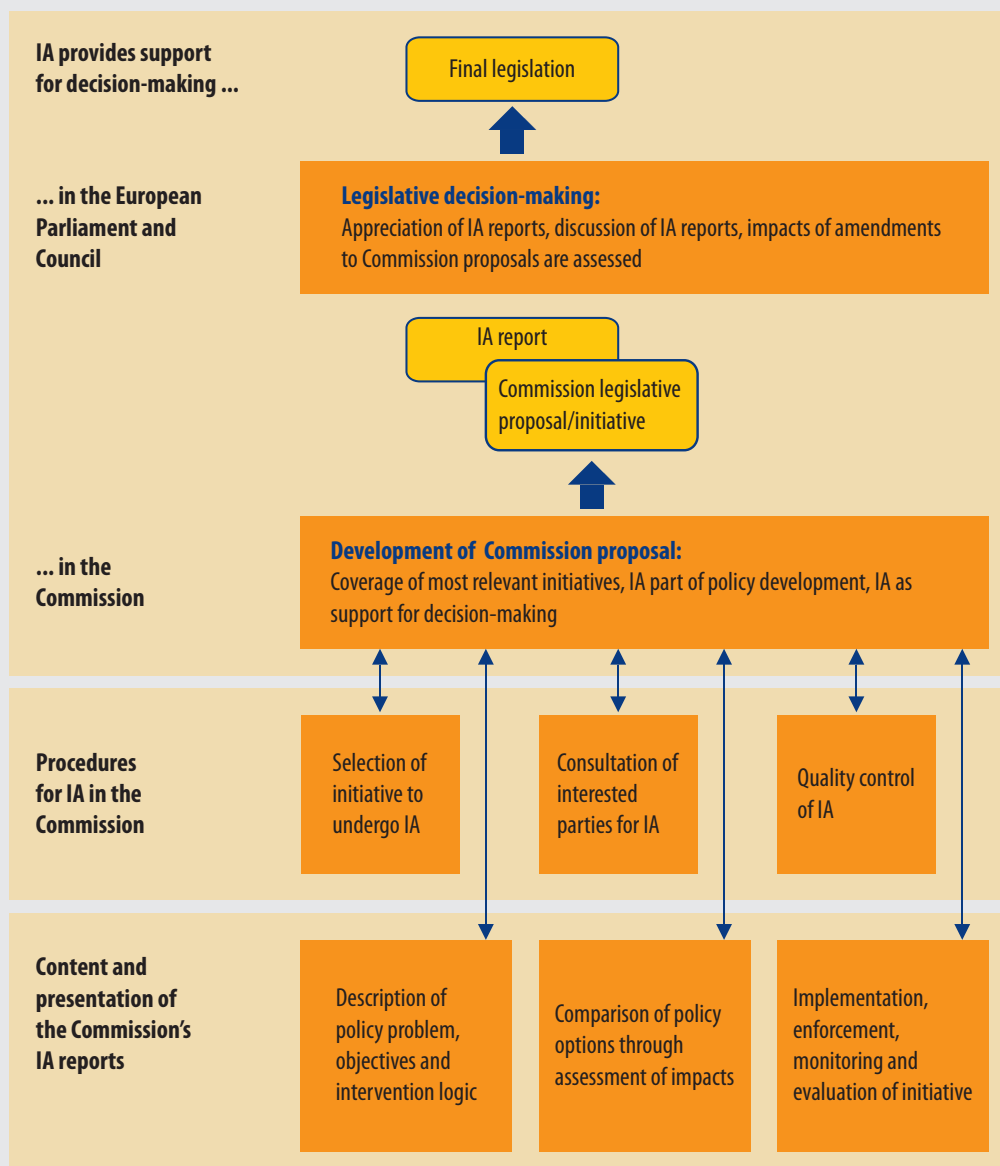 IA provides support
for decision-making ...
Final legislation
... in the European
Parliament and
Council
Legislative decision-making:
Appreciation of IA reports, discussion of IA reports, impacts of amendments
to Commission proposals are assessed
IA report
Commission legislative
proposal/initiative
... in the
Commission
Development of Commission proposal:
Coverage of most relevant initiatives, IA part of policy development, IA as
support for decision-making
Procedures
for IA in the
Commission
Selection of
initiative to
undergo IA
Consultation of
interested
parties for IA
Quality control
of IA
Content and
presentation of
the Commission's
IA reports
Description of
policy problem,
objectives and
intervention logic
Comparison of policy
options through
assessment of impacts
Implementation,
enforcement,
monitoring and
evaluation of initiative